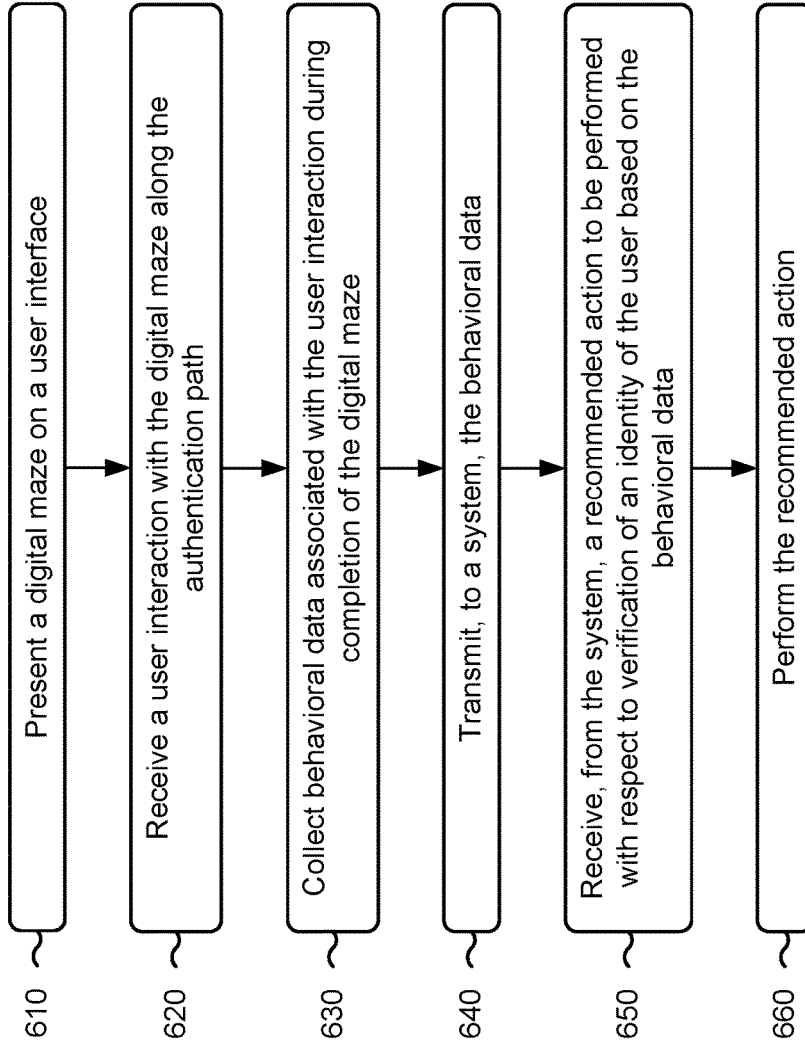 610
Present a digital maze on a user interface
620
Receive a user interaction with the digital maze along the
authentication path
630
Collect behavioral data associated with the user interaction during
completion of the digital maze
640
Transmit, to a system, the behavioral data
650
Receive, from the system, a recommended action to be performed
with respect to verification of an identity of the user based on the
behavioral data
660
Perform the recommended action